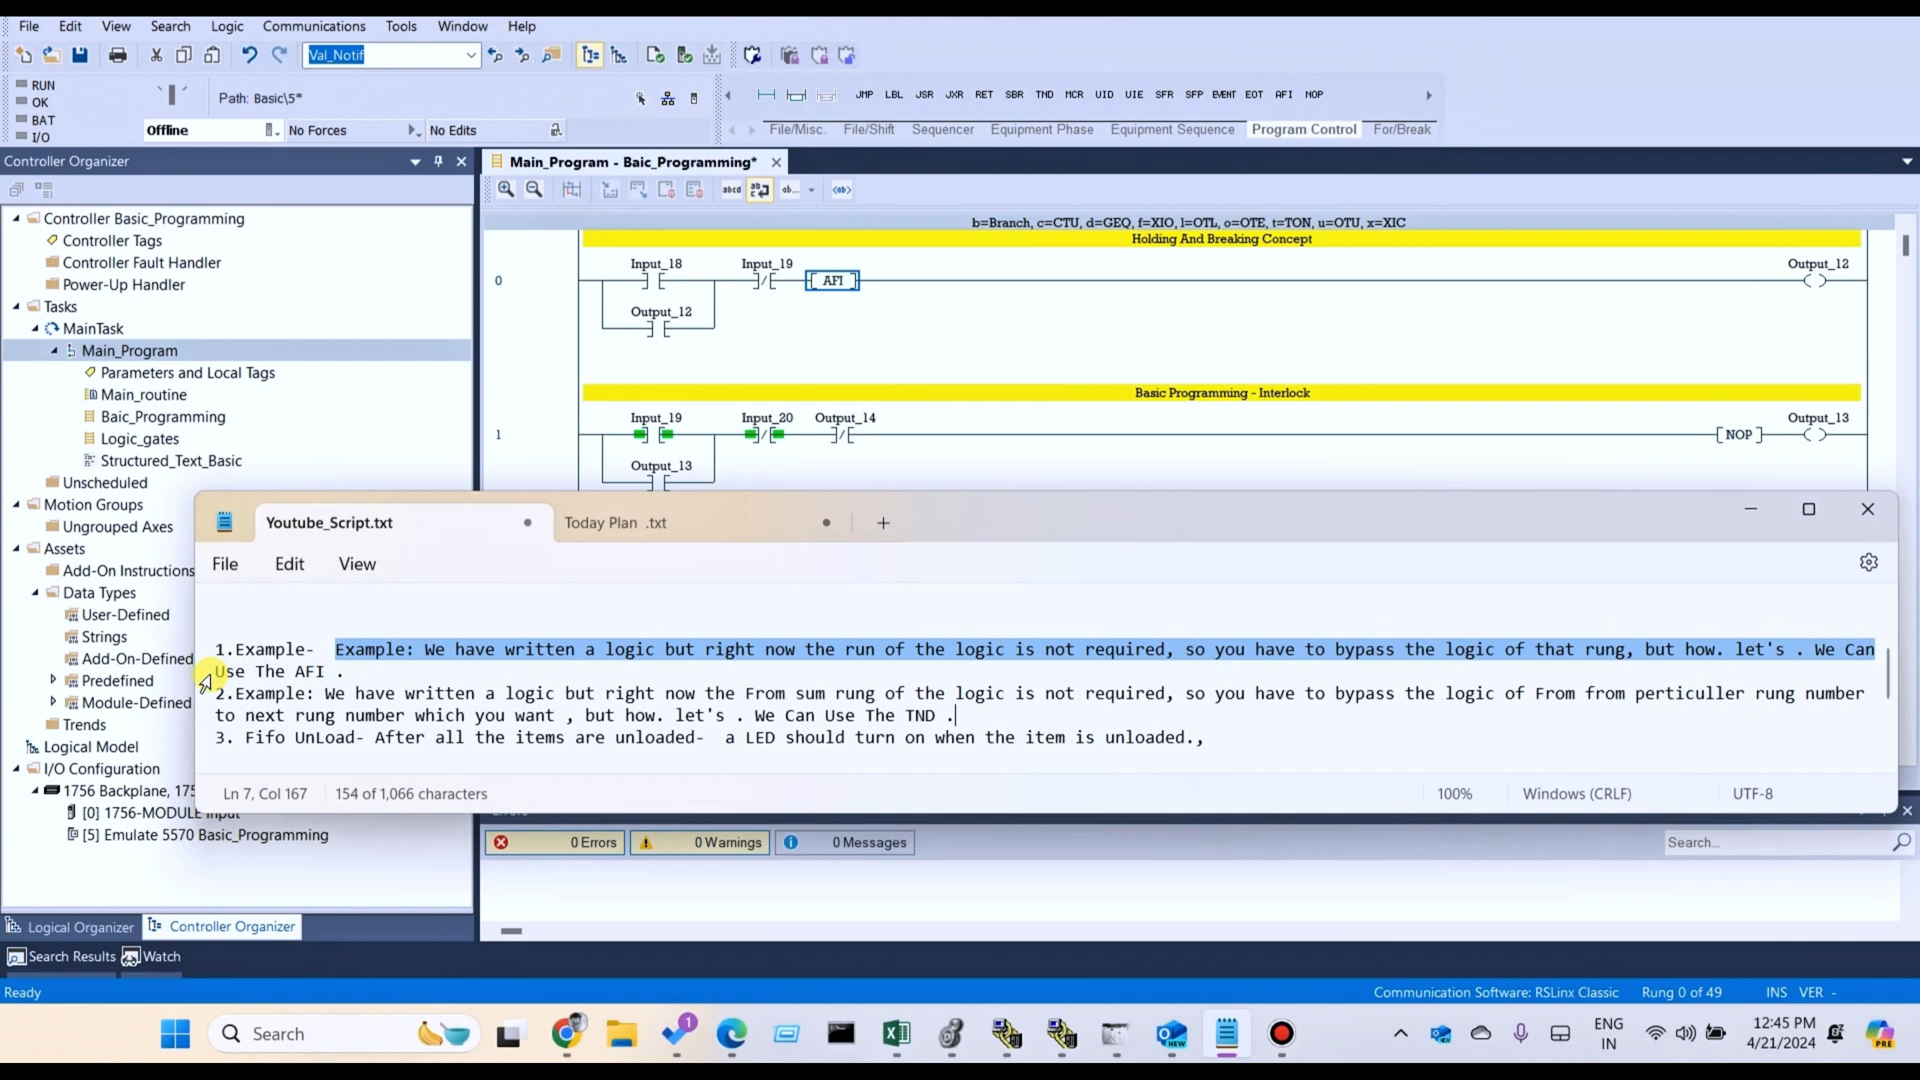 File Edit View Search Logic Communications Tools Window Help
Val_Notif
RUN
OK
BAT
I/O
Path: Basic\5*
Offline
No Forces
No Edits
JMP LBL JSR JXR RET SBR TND MCR UID UIE SFR SFP EVENT EOT AFI NOP
File/Misc. File/Shift Sequencer Equipment Phase Equipment Sequence Program Control For/Break
Controller Organizer
Main_Program - Baic_Programming*
abcd
ab
c
ab...
<ab>
Controller Basic_Programming
Controller Tags
Controller Fault Handler
Power-Up Handler
Tasks
MainTask
Main_Program
Parameters and Local Tags
Main_routine
Baic_Programming
Logic_gates
Structured_Text_Basic
Unscheduled
Motion Groups
Ungrouped Axes
Assets
Add-On Instructions
Data Types
User-Defined
Strings
Add-On-Defined
Predefined
Module-Defined
Trends
Logical Model
I/O Configuration
1756 Backplane, 175
[0] 1756-MODULE Input
[5] Emulate 5570 Basic_Programming
b=Branch, c=CTU, d=GEQ, f=XIO, l=OTL, o=OTE, t=TON, u=OTU, x=XIC
Holding And Breaking Concept
0
Input_18
Input_19
AFI
Output_12
Output_12
Basic Programming - Interlock
1
Input_19
Input_20
Output_14
NOP
Output_13
Output_13
Youtube_Script.txt
Today Plan .txt
File Edit View
1.Example- Example: We have written a logic but right now the run of the logic is not required, so you have to bypass the logic of that rung, but how. let's . We Can
Use The AFI .
2.Example: We have written a logic but right now the From sum rung of the logic is not required, so you have to bypass the logic of From from perticuller rung number
to next rung number which you want , but how. let's . We Can Use The TND .
3. Fifo UnLoad- After all the items are unloaded- a LED should turn on when the item is unloaded.,
Ln 7, Col 167
154 of 1,066 characters
100%
Windows (CRLF)
UTF-8
0 Errors
0 Warnings
0 Messages
Search...
Logical Organizer
Controller Organizer
Search Results
Watch
Ready
Communication Software: RSLinx Classic
Rung 0 of 49
INS VER -
Search
1
NEW
ENG
IN
12:45 PM
4/21/2024
PRE